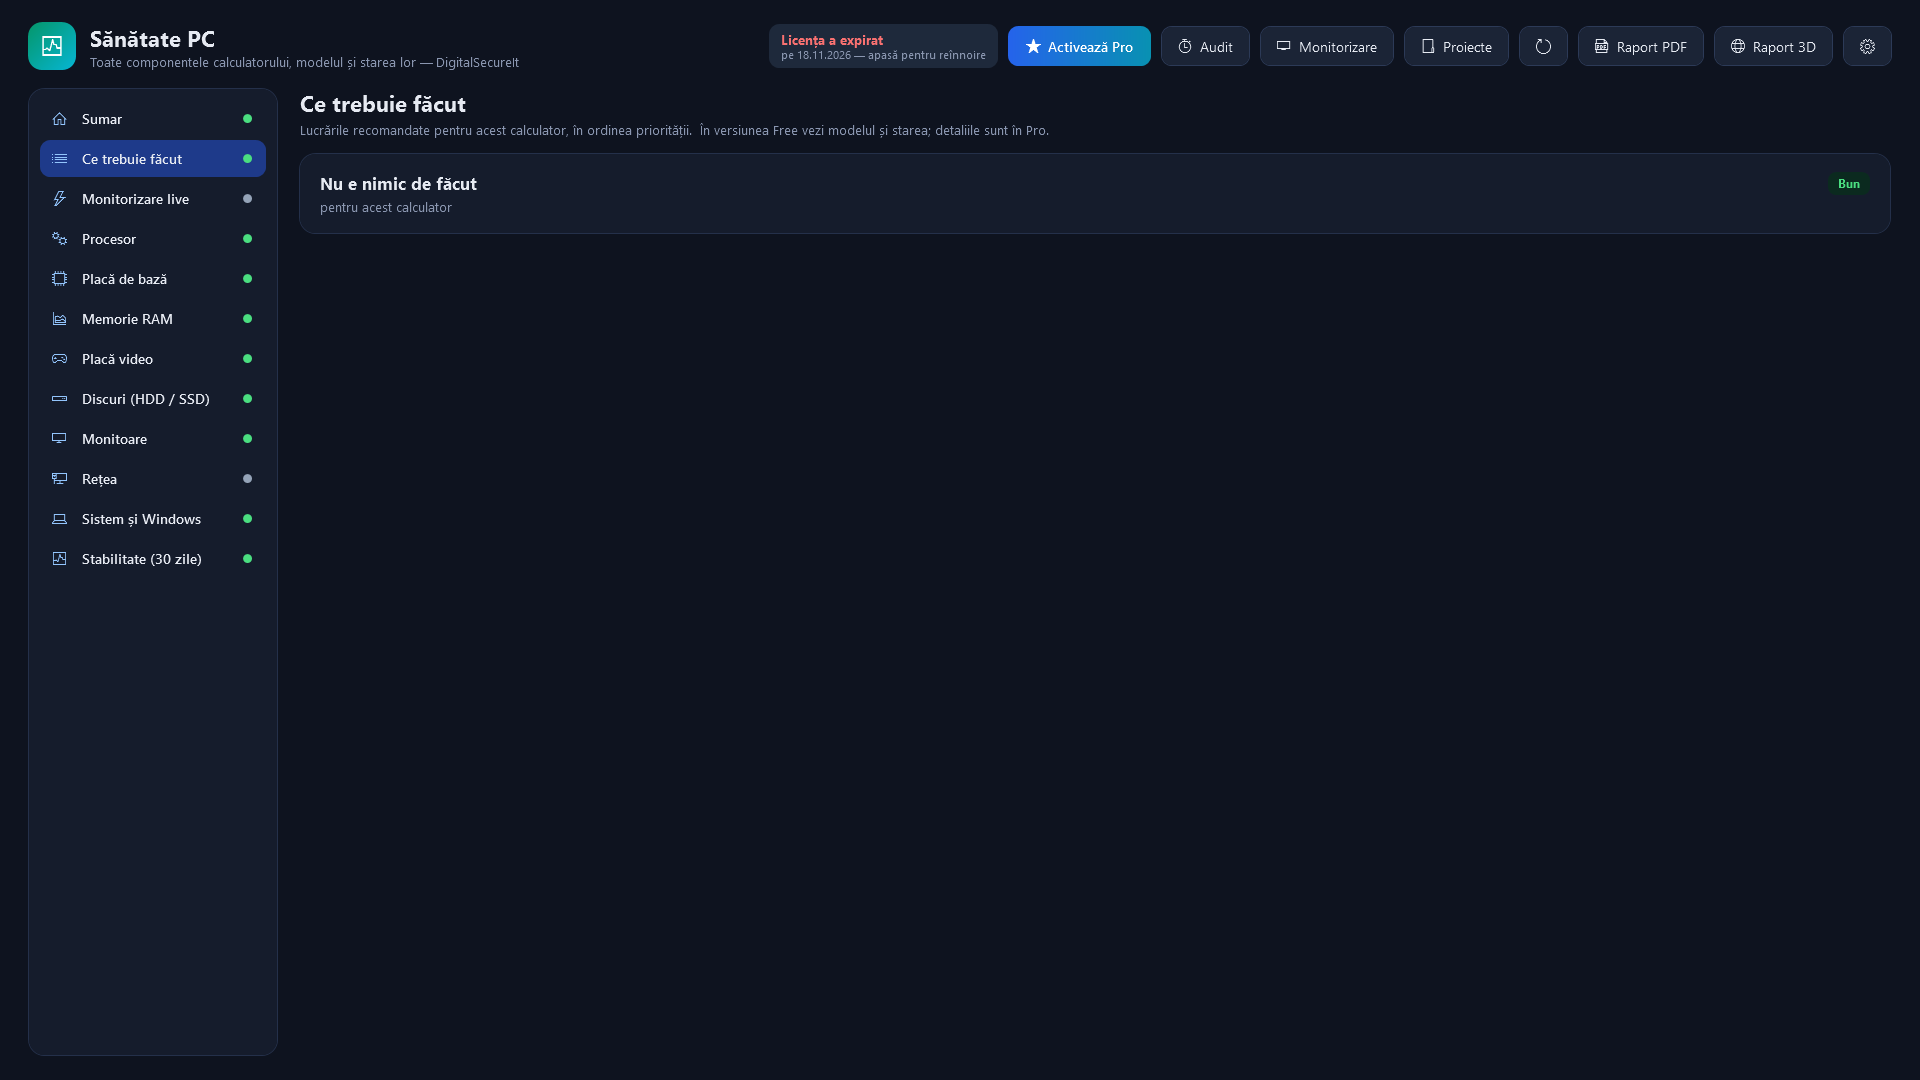 Sănătate PC
Toate componentele calculatorului, modelul și starea lor — DigitalSecureIt
Licența a expirat
pe 18.11.2026 — apasă pentru reînnoire
Activează Pro
Audit
Monitorizare
Proiecte
Raport PDF
Raport 3D
Sumar
Ce trebuie făcut
Monitorizare live
Procesor
Placă de bază
Memorie RAM
Placă video
Discuri (HDD / SSD)
Monitoare
Rețea
Sistem și Windows
Stabilitate (30 zile)
Ce trebuie făcut
Lucrările recomandate pentru acest calculator, în ordinea priorității.  În versiunea Free vezi modelul și starea; detaliile sunt în Pro.
Nu e nimic de făcut
Bun
pentru acest calculator